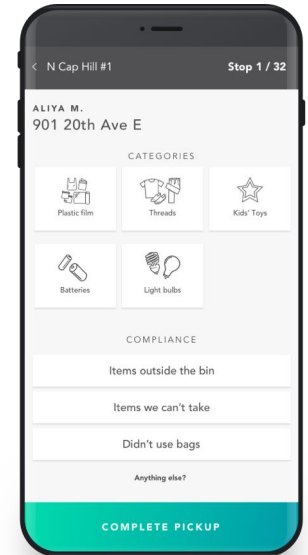 N Cap Hill #1 Stop 1 / 32
ALIYA M.
901 20th Ave E
CATEGORIES
Plastic film Threads Kids' Toys
Batteries Light bulbs
COMPLIANCE
Items outside the bin
Items we can't take
Didn't use bags
Anything else?
COMPLETE PICKUP